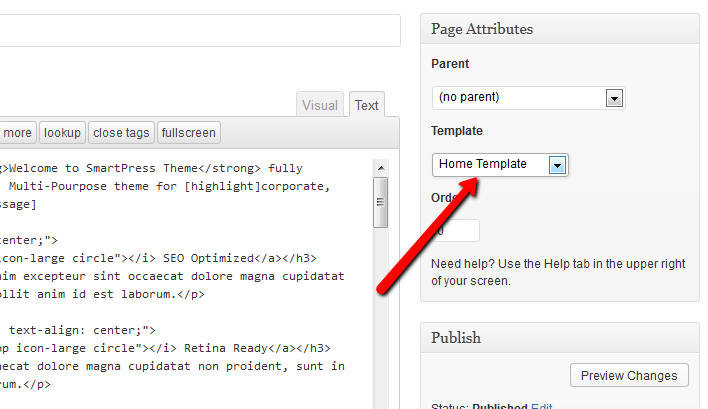 Page Attributes
Parent
(no parent)
Template
Home Template
Order
0
Need help? Use the Help tab in the upper right
of your screen.
Publish
Preview Changes
Status: Published Edit
Visual Text
more lookup close tags fullscreen
g>Welcome to SmartPress Theme</strong> fully
Multi-Pourpose theme for [highlight]corporate,
ssage]
center;">
icon-large circle"></i> SEO Optimized</a></h3>
nim excepteur sint occaecat dolore magna cupidatat
ollit anim id est laborum.</p>
text-align: center;">
op icon-large circle"></i> Retina Ready</a></h3>
aecat dolore magna cupidatat non proident, sunt in
rum.</p>